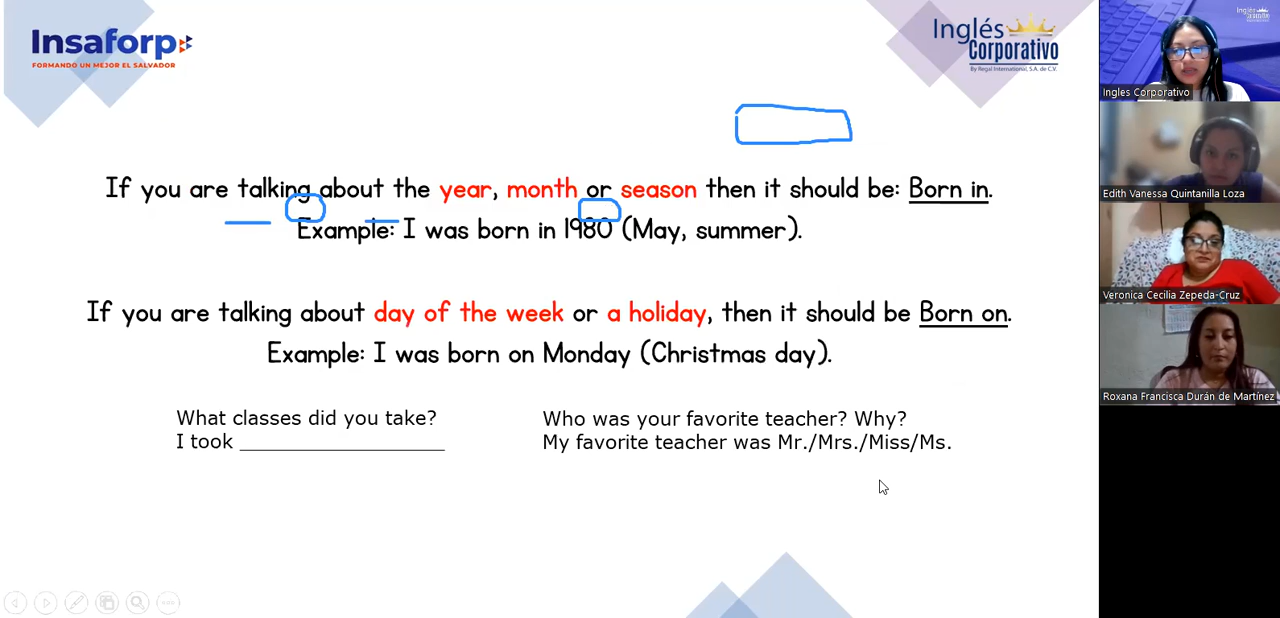 Insaforp
FORMANDO UN MEJOR EL SALVADOR
Inglés
Corporativo
By Regal International, S.A. de C.V.
If you are talking about the year, month or season then it should be: Born in.
Example: I was born in 1980 (May, summer).
If you are talking about day of the week or a holiday, then it should be Born on.
Example: I was born on Monday (Christmas day).
What classes did you take?
I took ____________________
Who was your favorite teacher? Why?
My favorite teacher was Mr./Mrs./Miss/Ms.
Ingles Corporativo
Edith Vanessa Quintanilla Loza
Veronica Cecilia Zepeda-Cruz
Roxana Francisca Durán de Martínez